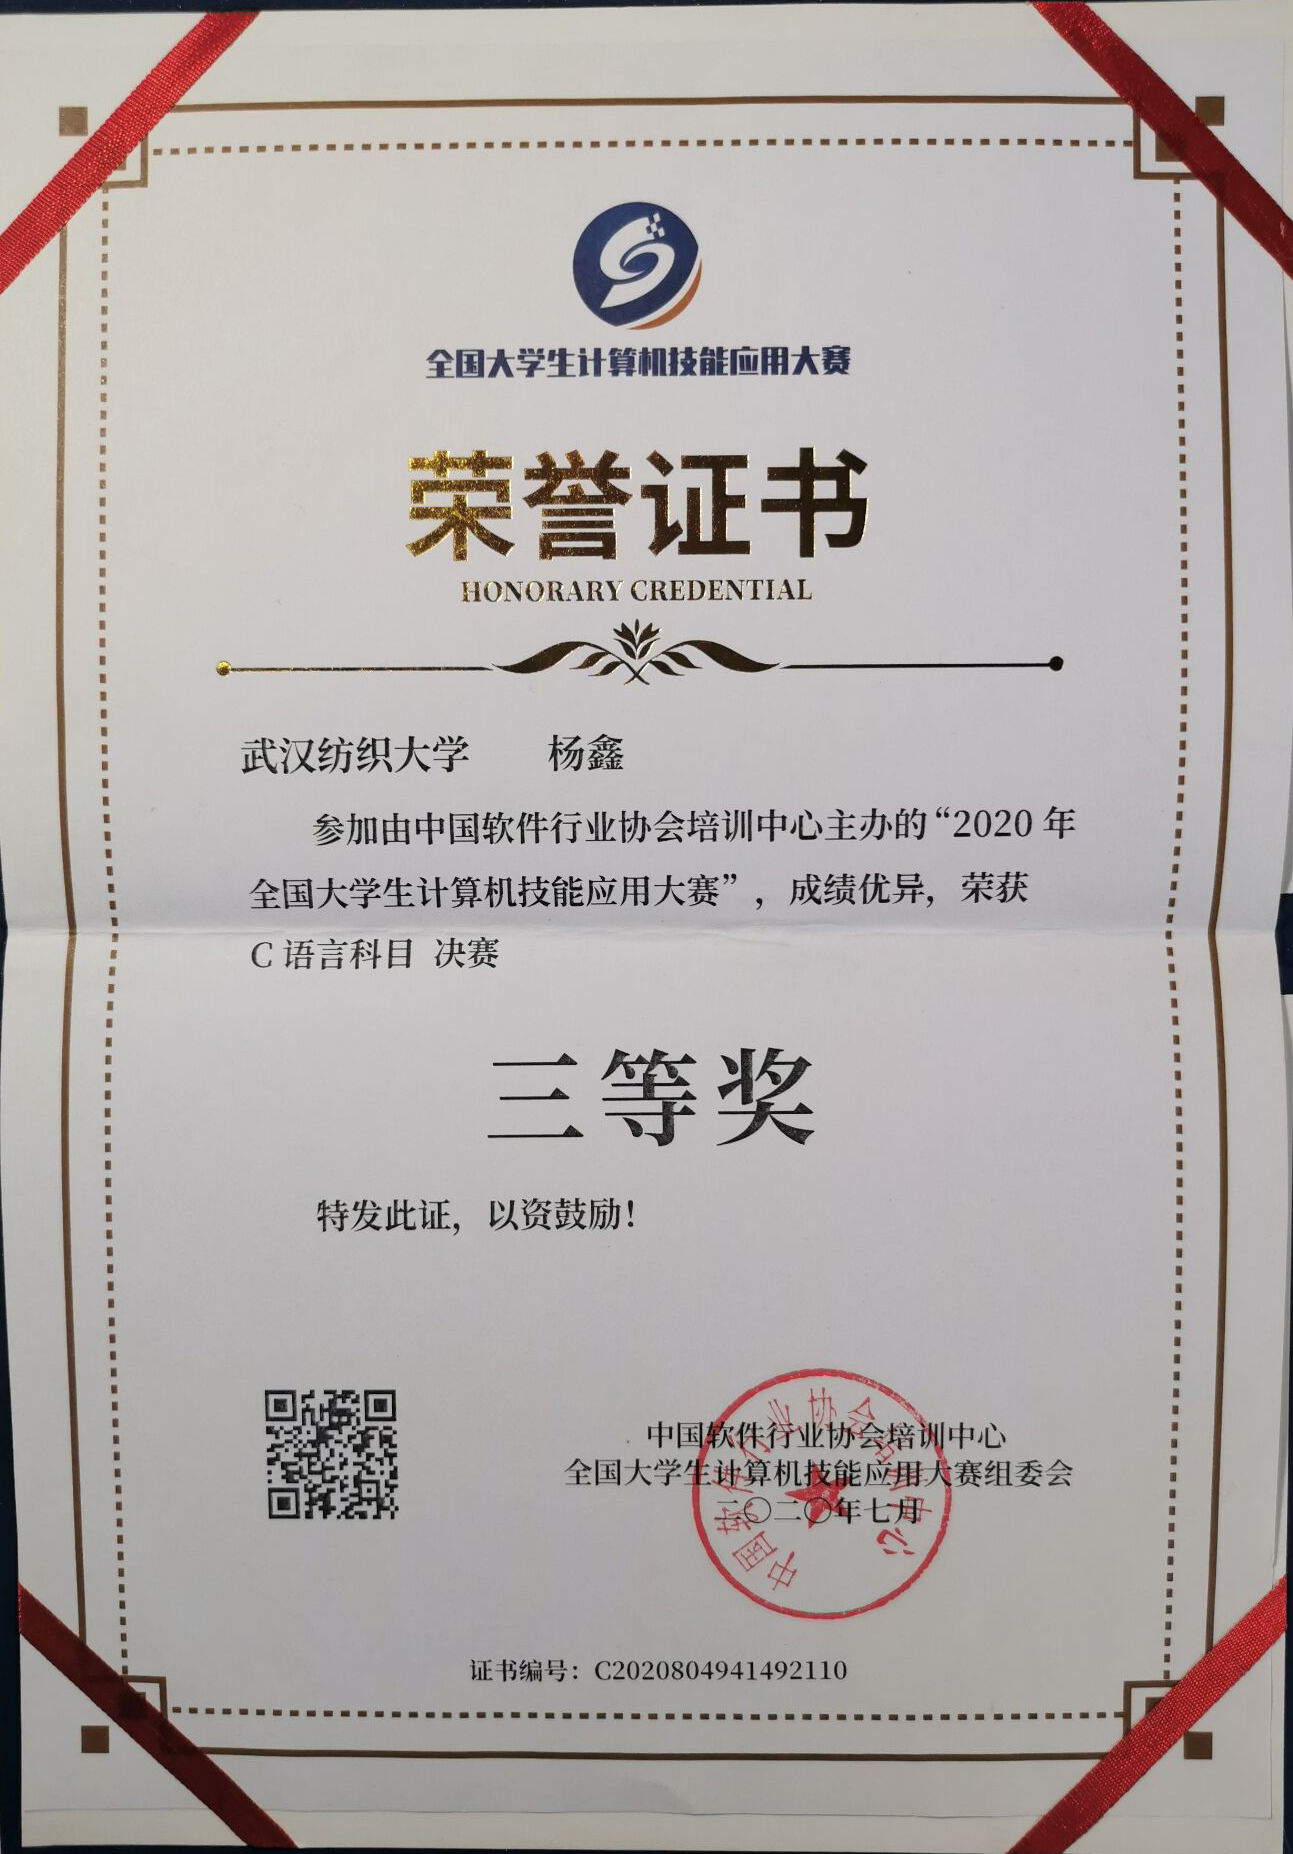 全国大学生计算机技能应用大赛
荣誉证书
HONORARY CREDENTIAL
武汉纺织大学 杨鑫
参加由中国软件行业协会培训中心主办的“2020 年
全国大学生计算机技能应用大赛”，成绩优异，荣获
C 语言科目 决赛
三等奖
特发此证，以资鼓励！
中国软件行业协会培训中心
全国大学生计算机技能应用大赛组委会
二〇二〇年七月
中国软件行业协会培训中心
证书编号：C2020804941492110